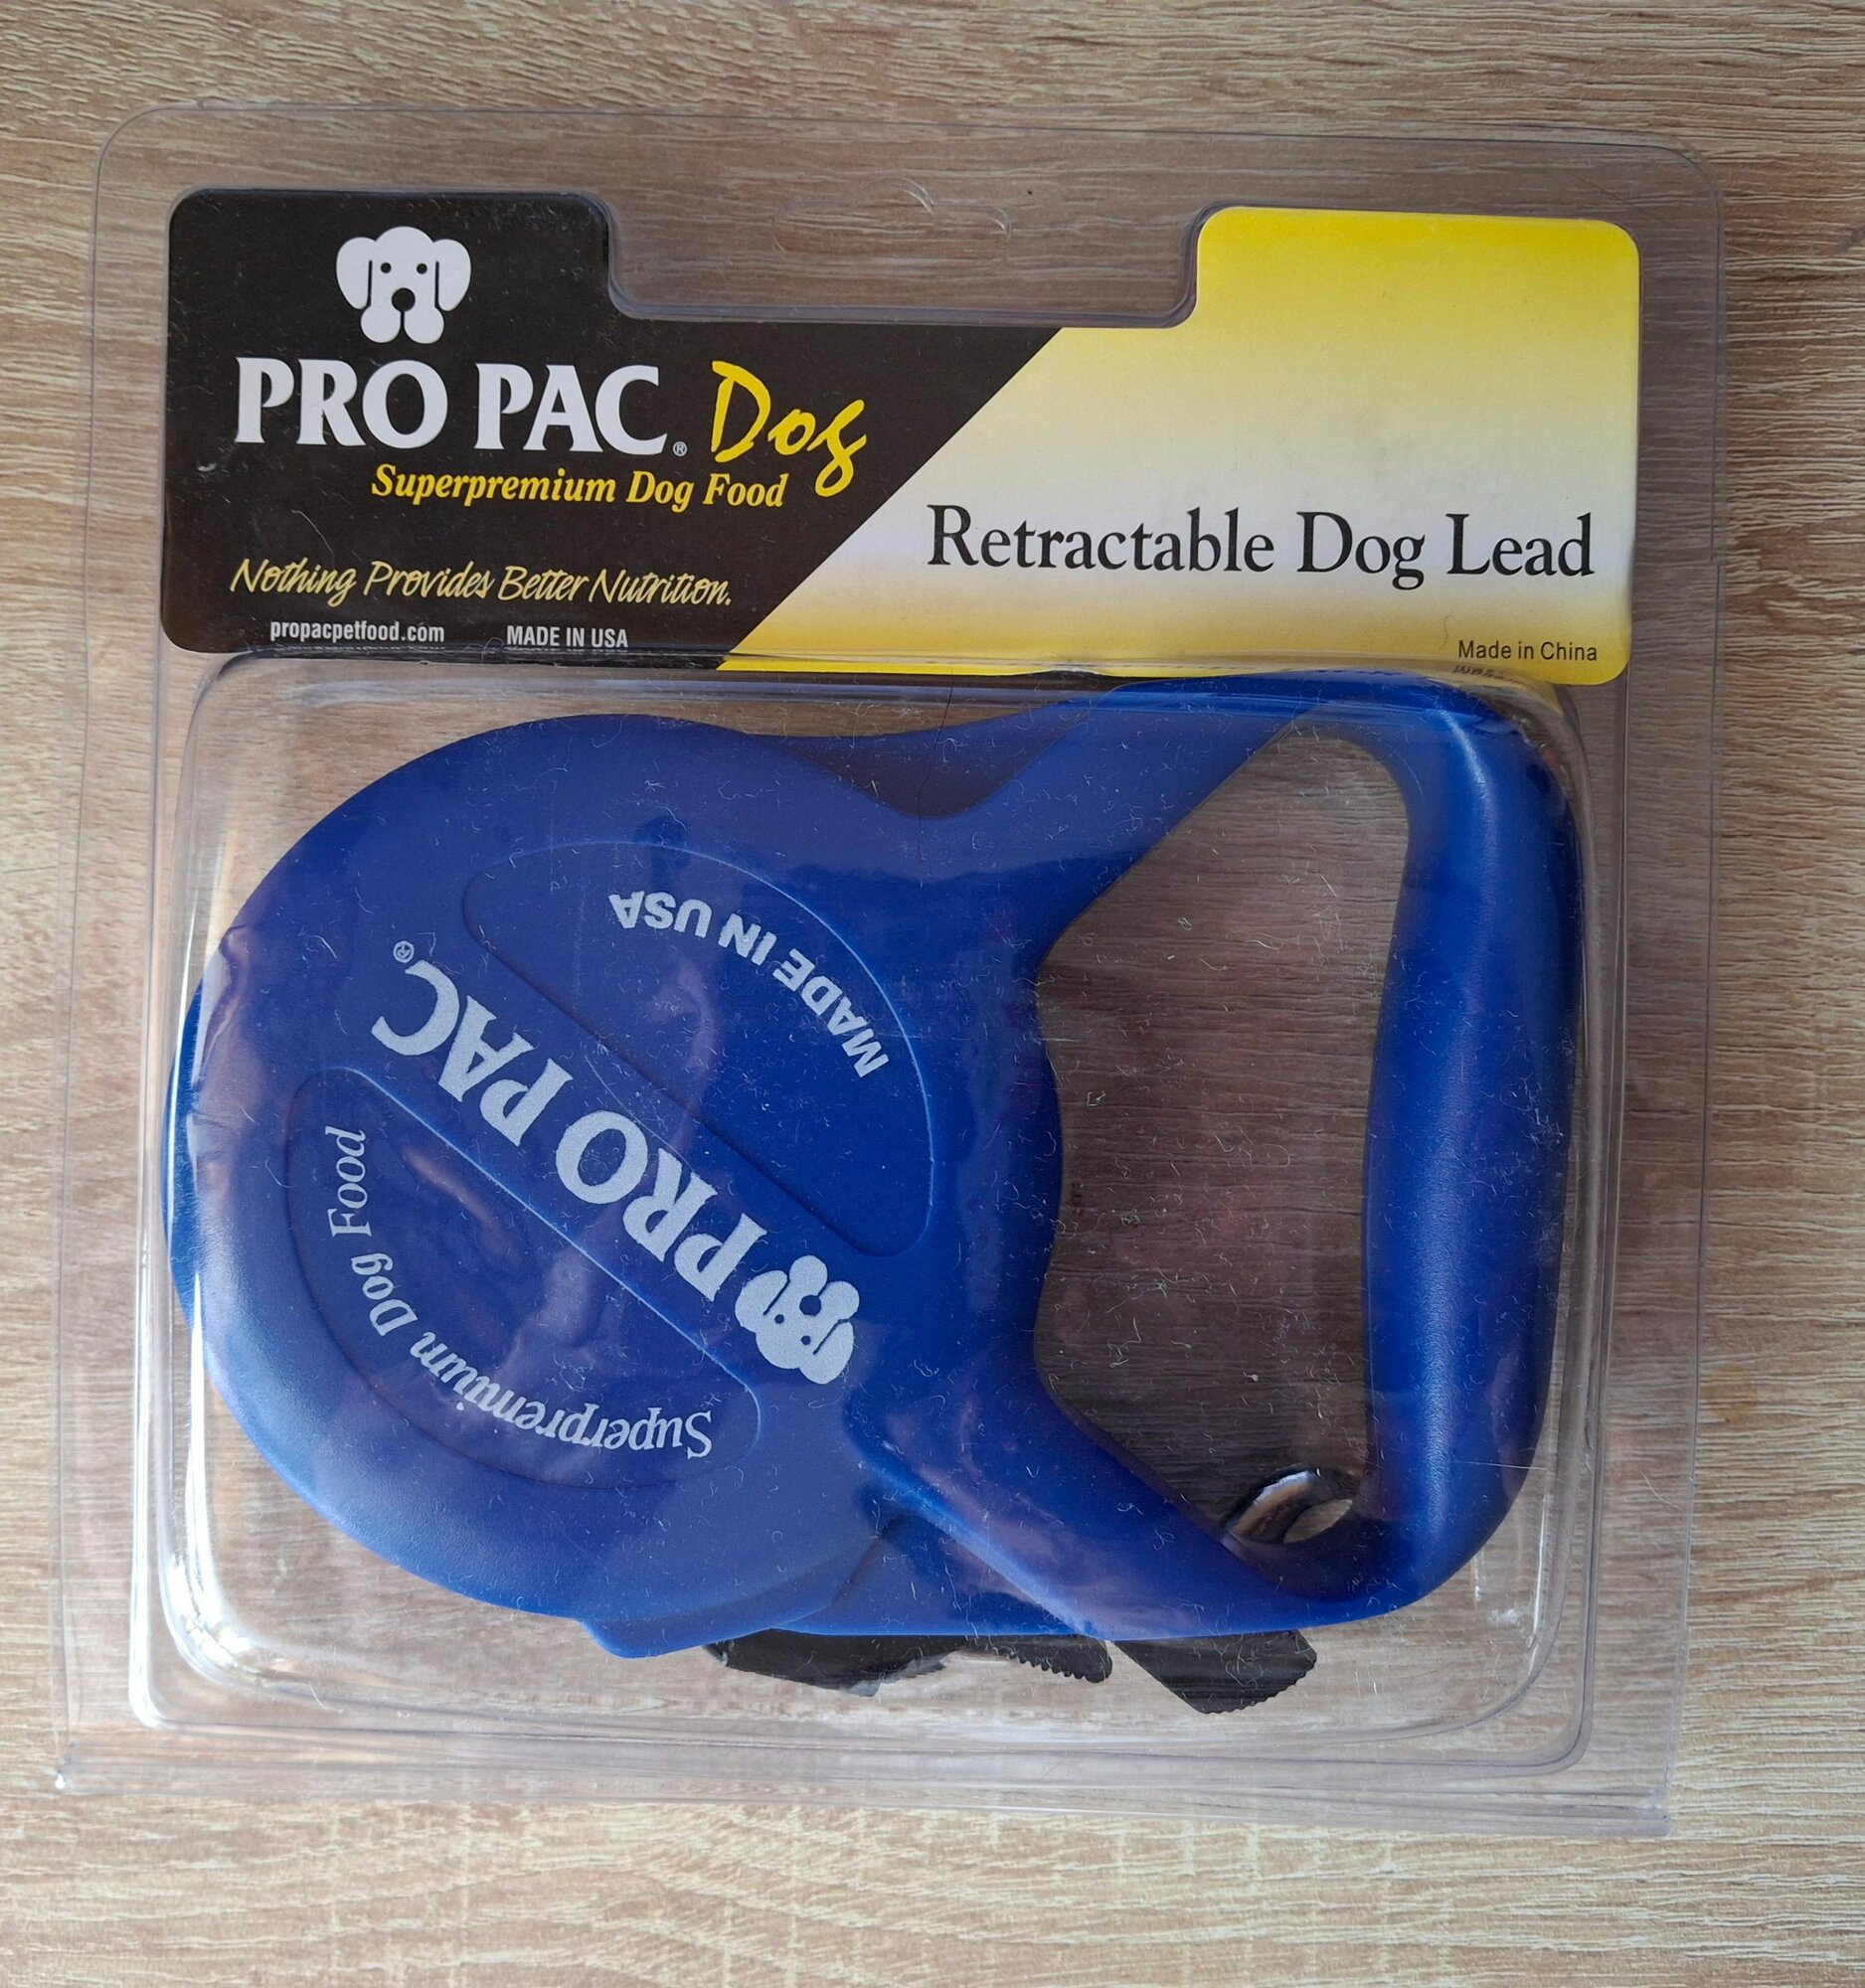 PRO PAC® Dog
Superpremium Dog Food
Nothing Provides Better Nutrition.
propacpetfood.com MADE IN USA
Retractable Dog Lead
Made in China
MADE IN USA
PRO PAC®
Superpremium Dog Food